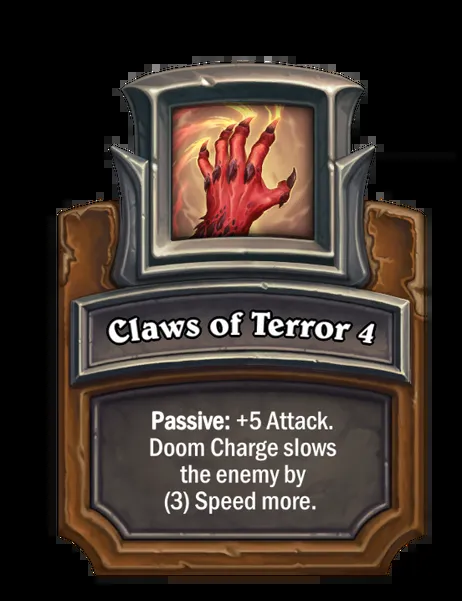 Claws of Terror 4
Passive: +5 Attack.
Doom Charge slows
the enemy by
(3) Speed more.